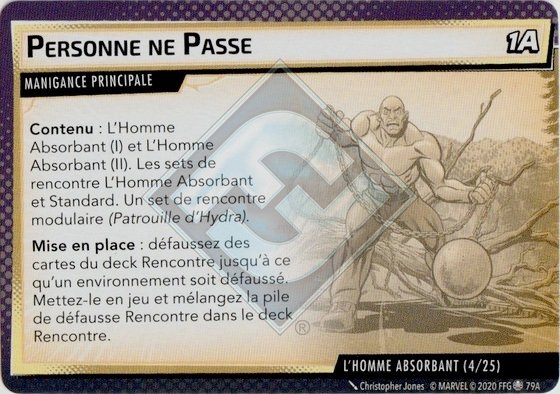 PERSONNE NE PASSE
1A
MANIGANCE PRINCIPALE
Contenu : L'Homme
Absorbant (I) et L'Homme
Absorbant (II). Les sets de
rencontre L'Homme Absorbant
et Standard. Un set de rencontre
modulaire (Patrouille d'Hydra).
Mise en place : défaussez des
cartes du deck Rencontre jusqu'à ce
qu'un environnement soit défaussé.
Mettez-le en jeu et mélangez la pile
de défausse Rencontre dans le deck
Rencontre.
®
L'HOMME ABSORBANT (4/25)
Christopher Jones © MARVEL © 2020 FFG 79A